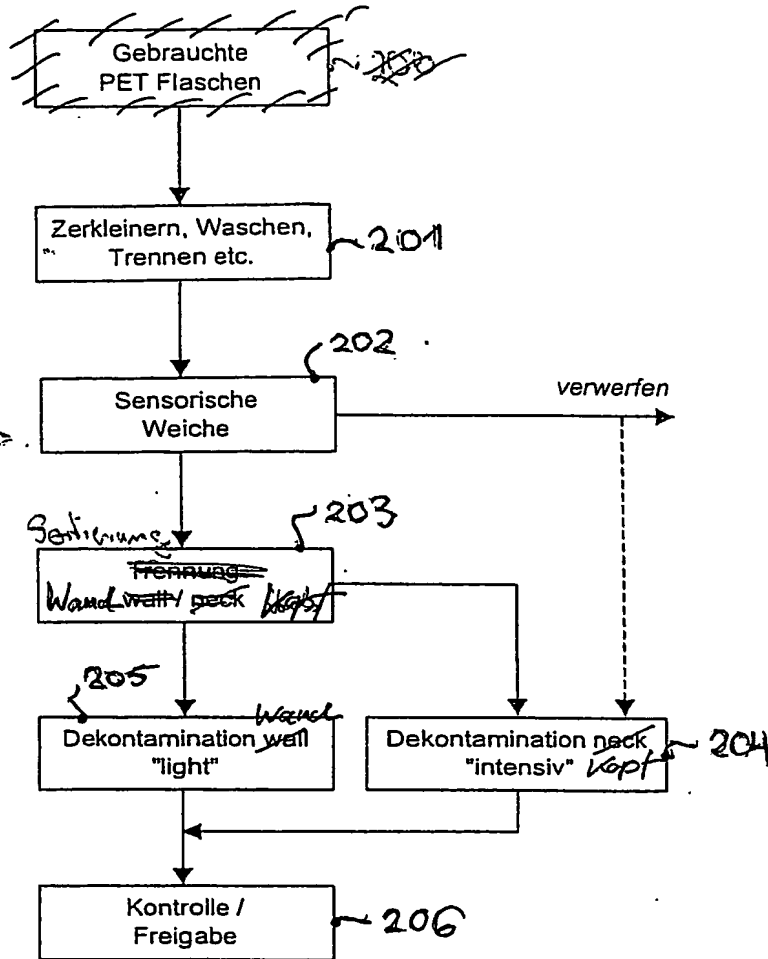 Gebrauchte
PET Flaschen
Zerkleinern, Waschen,
Trennen etc.
201
202
Sensorische
Weiche
verwerfen
203
Sortierung
Trennung
Wand wall / neck Kopf
205
Wand
Dekontamination wall
"light"
Dekontamination neck
"intensiv" Kopf
204
Kontrolle /
Freigabe
206